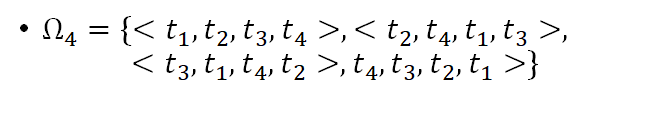 • Ω₄ = {< t₁, t₂, t₃, t₄ >, < t₂, t₄, t₁, t₃ >,
< t₃, t₁, t₄, t₂ >, t₄, t₃, t₂, t₁ >}